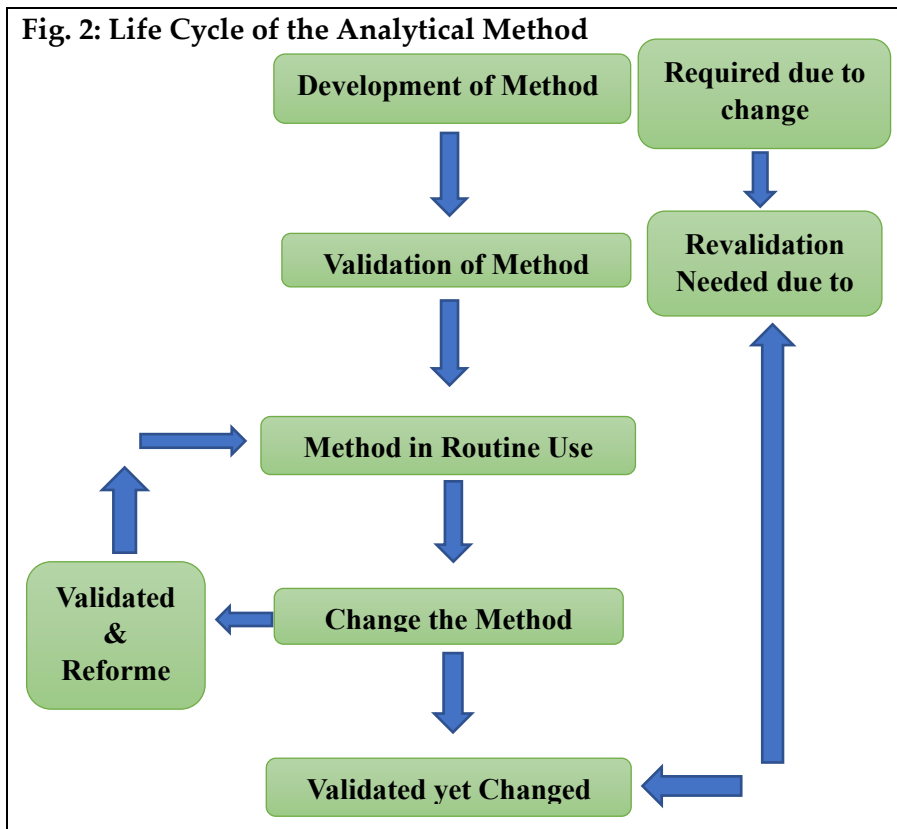 Fig. 2: Life Cycle of the Analytical Method
Development of Method
Required due to
change
Validation of Method
Revalidation
Needed due to
Method in Routine Use
Validated
&
Reforme
Change the Method
Validated yet Changed